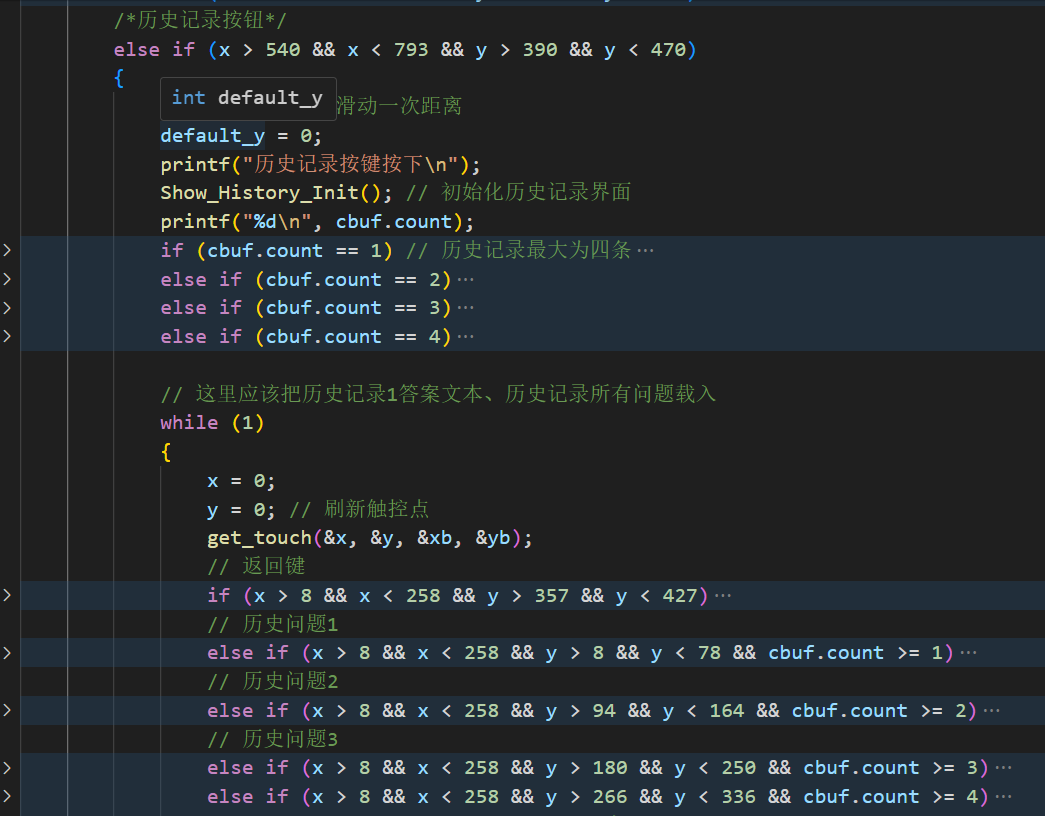 /*历史记录按钮*/
else if (x > 540 && x < 793 && y > 390 && y < 470)
{
int default_y 滑动一次距离
default_y = 0;
printf("历史记录按键按下\n");
Show_History_Init(); // 初始化历史记录界面
printf("%d\n", cbuf.count);
if (cbuf.count == 1) // 历史记录最大为四条 ···
else if (cbuf.count == 2) ···
else if (cbuf.count == 3) ···
else if (cbuf.count == 4) ···
// 这里应该把历史记录1答案文本、历史记录所有问题载入
while (1)
{
x = 0;
y = 0; // 刷新触控点
get_touch(&x, &y, &xb, &yb);
// 返回键
if (x > 8 && x < 258 && y > 357 && y < 427) ···
// 历史问题1
else if (x > 8 && x < 258 && y > 8 && y < 78 && cbuf.count >= 1) ···
// 历史问题2
else if (x > 8 && x < 258 && y > 94 && y < 164 && cbuf.count >= 2) ···
// 历史问题3
else if (x > 8 && x < 258 && y > 180 && y < 250 && cbuf.count >= 3) ···
else if (x > 8 && x < 258 && y > 266 && y < 336 && cbuf.count >= 4) ···